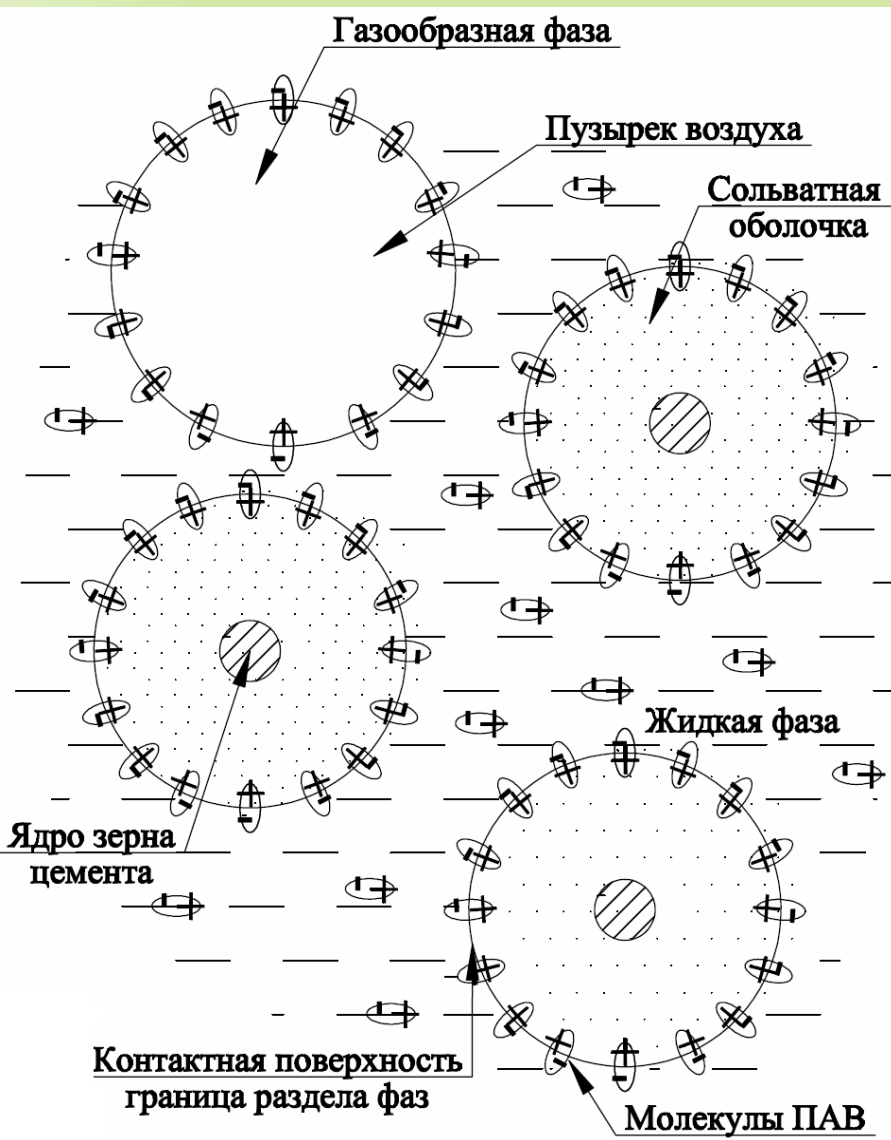 Газообразная фаза
Пузырек воздуха
Сольватная
оболочка
Жидкая фаза
Ядро зерна
цемента
Контактная поверхность
граница раздела фаз
Молекулы ПАВ